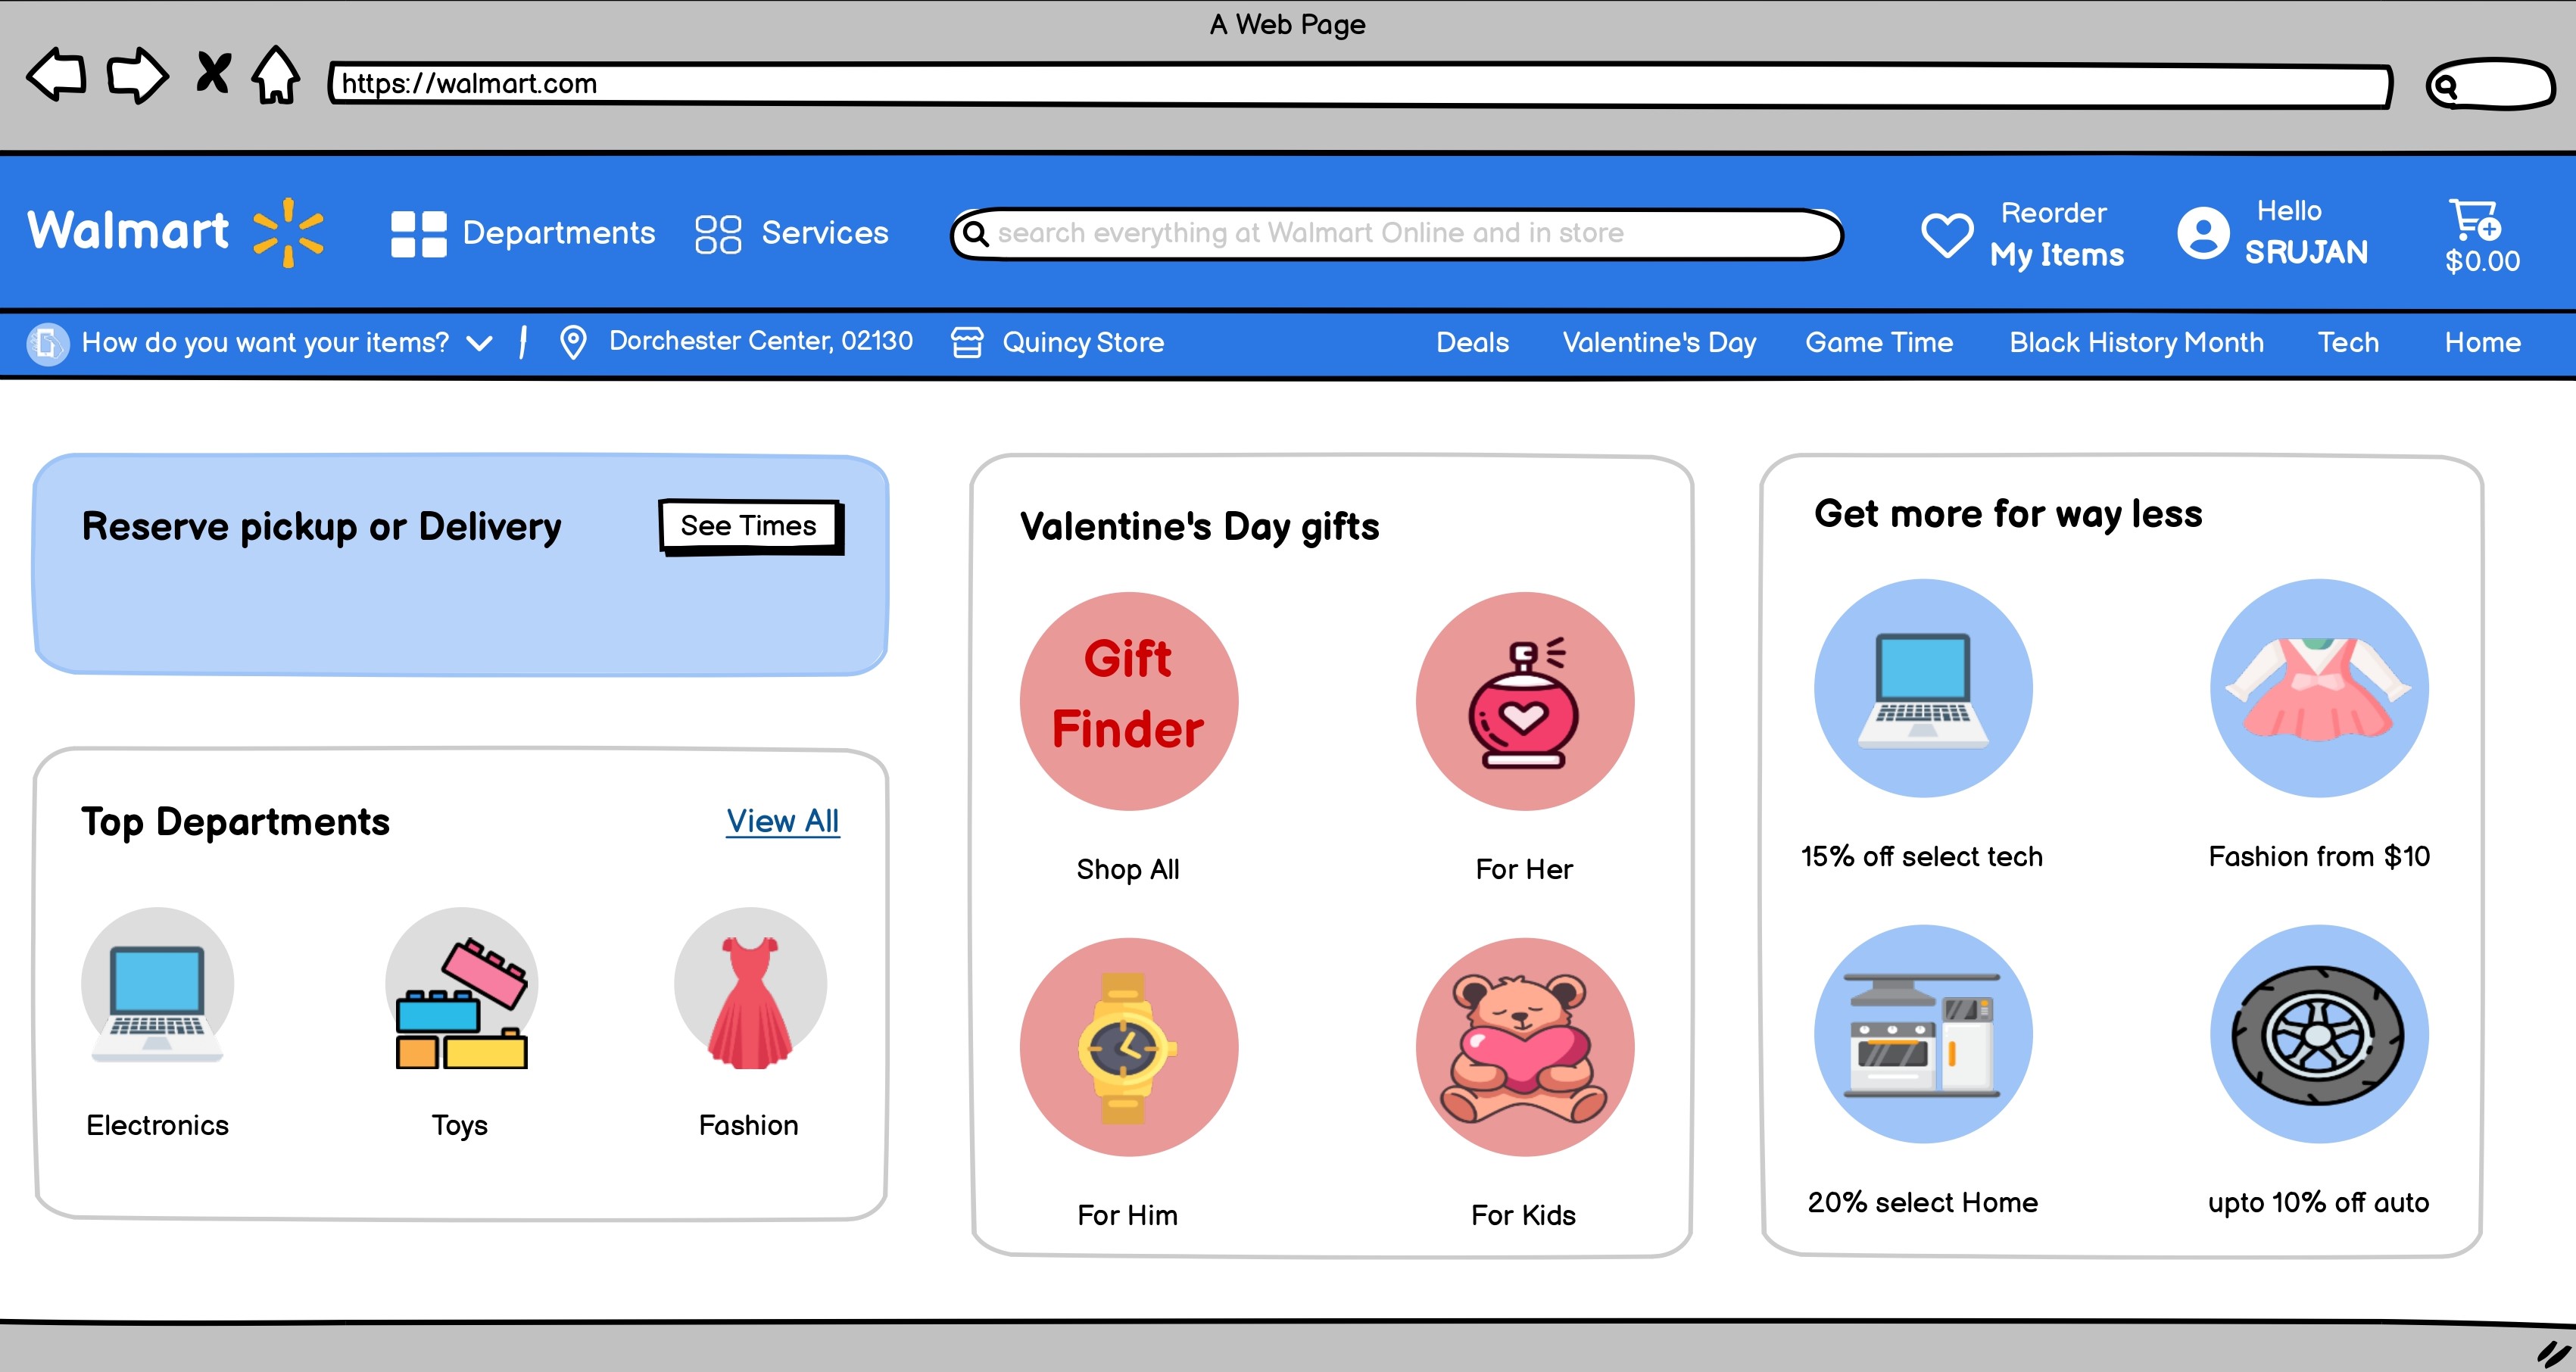 A Web Page
https://walmart.com
Walmart
Departments
Services
search everything at Walmart Online and in store
Reorder
My Items
Hello
SRUJAN
$0.00
How do you want your items?
Dorchester Center, 02130
Quincy Store
Deals
Valentine's Day
Game Time
Black History Month
Tech
Home
Reserve pickup or Delivery
See Times
Top Departments
View All
Electronics
Toys
Fashion
Valentine's Day gifts
Gift
Finder
Shop All
For Her
For Him
For Kids
Get more for way less
15% off select tech
Fashion from $10
20% select Home
upto 10% off auto